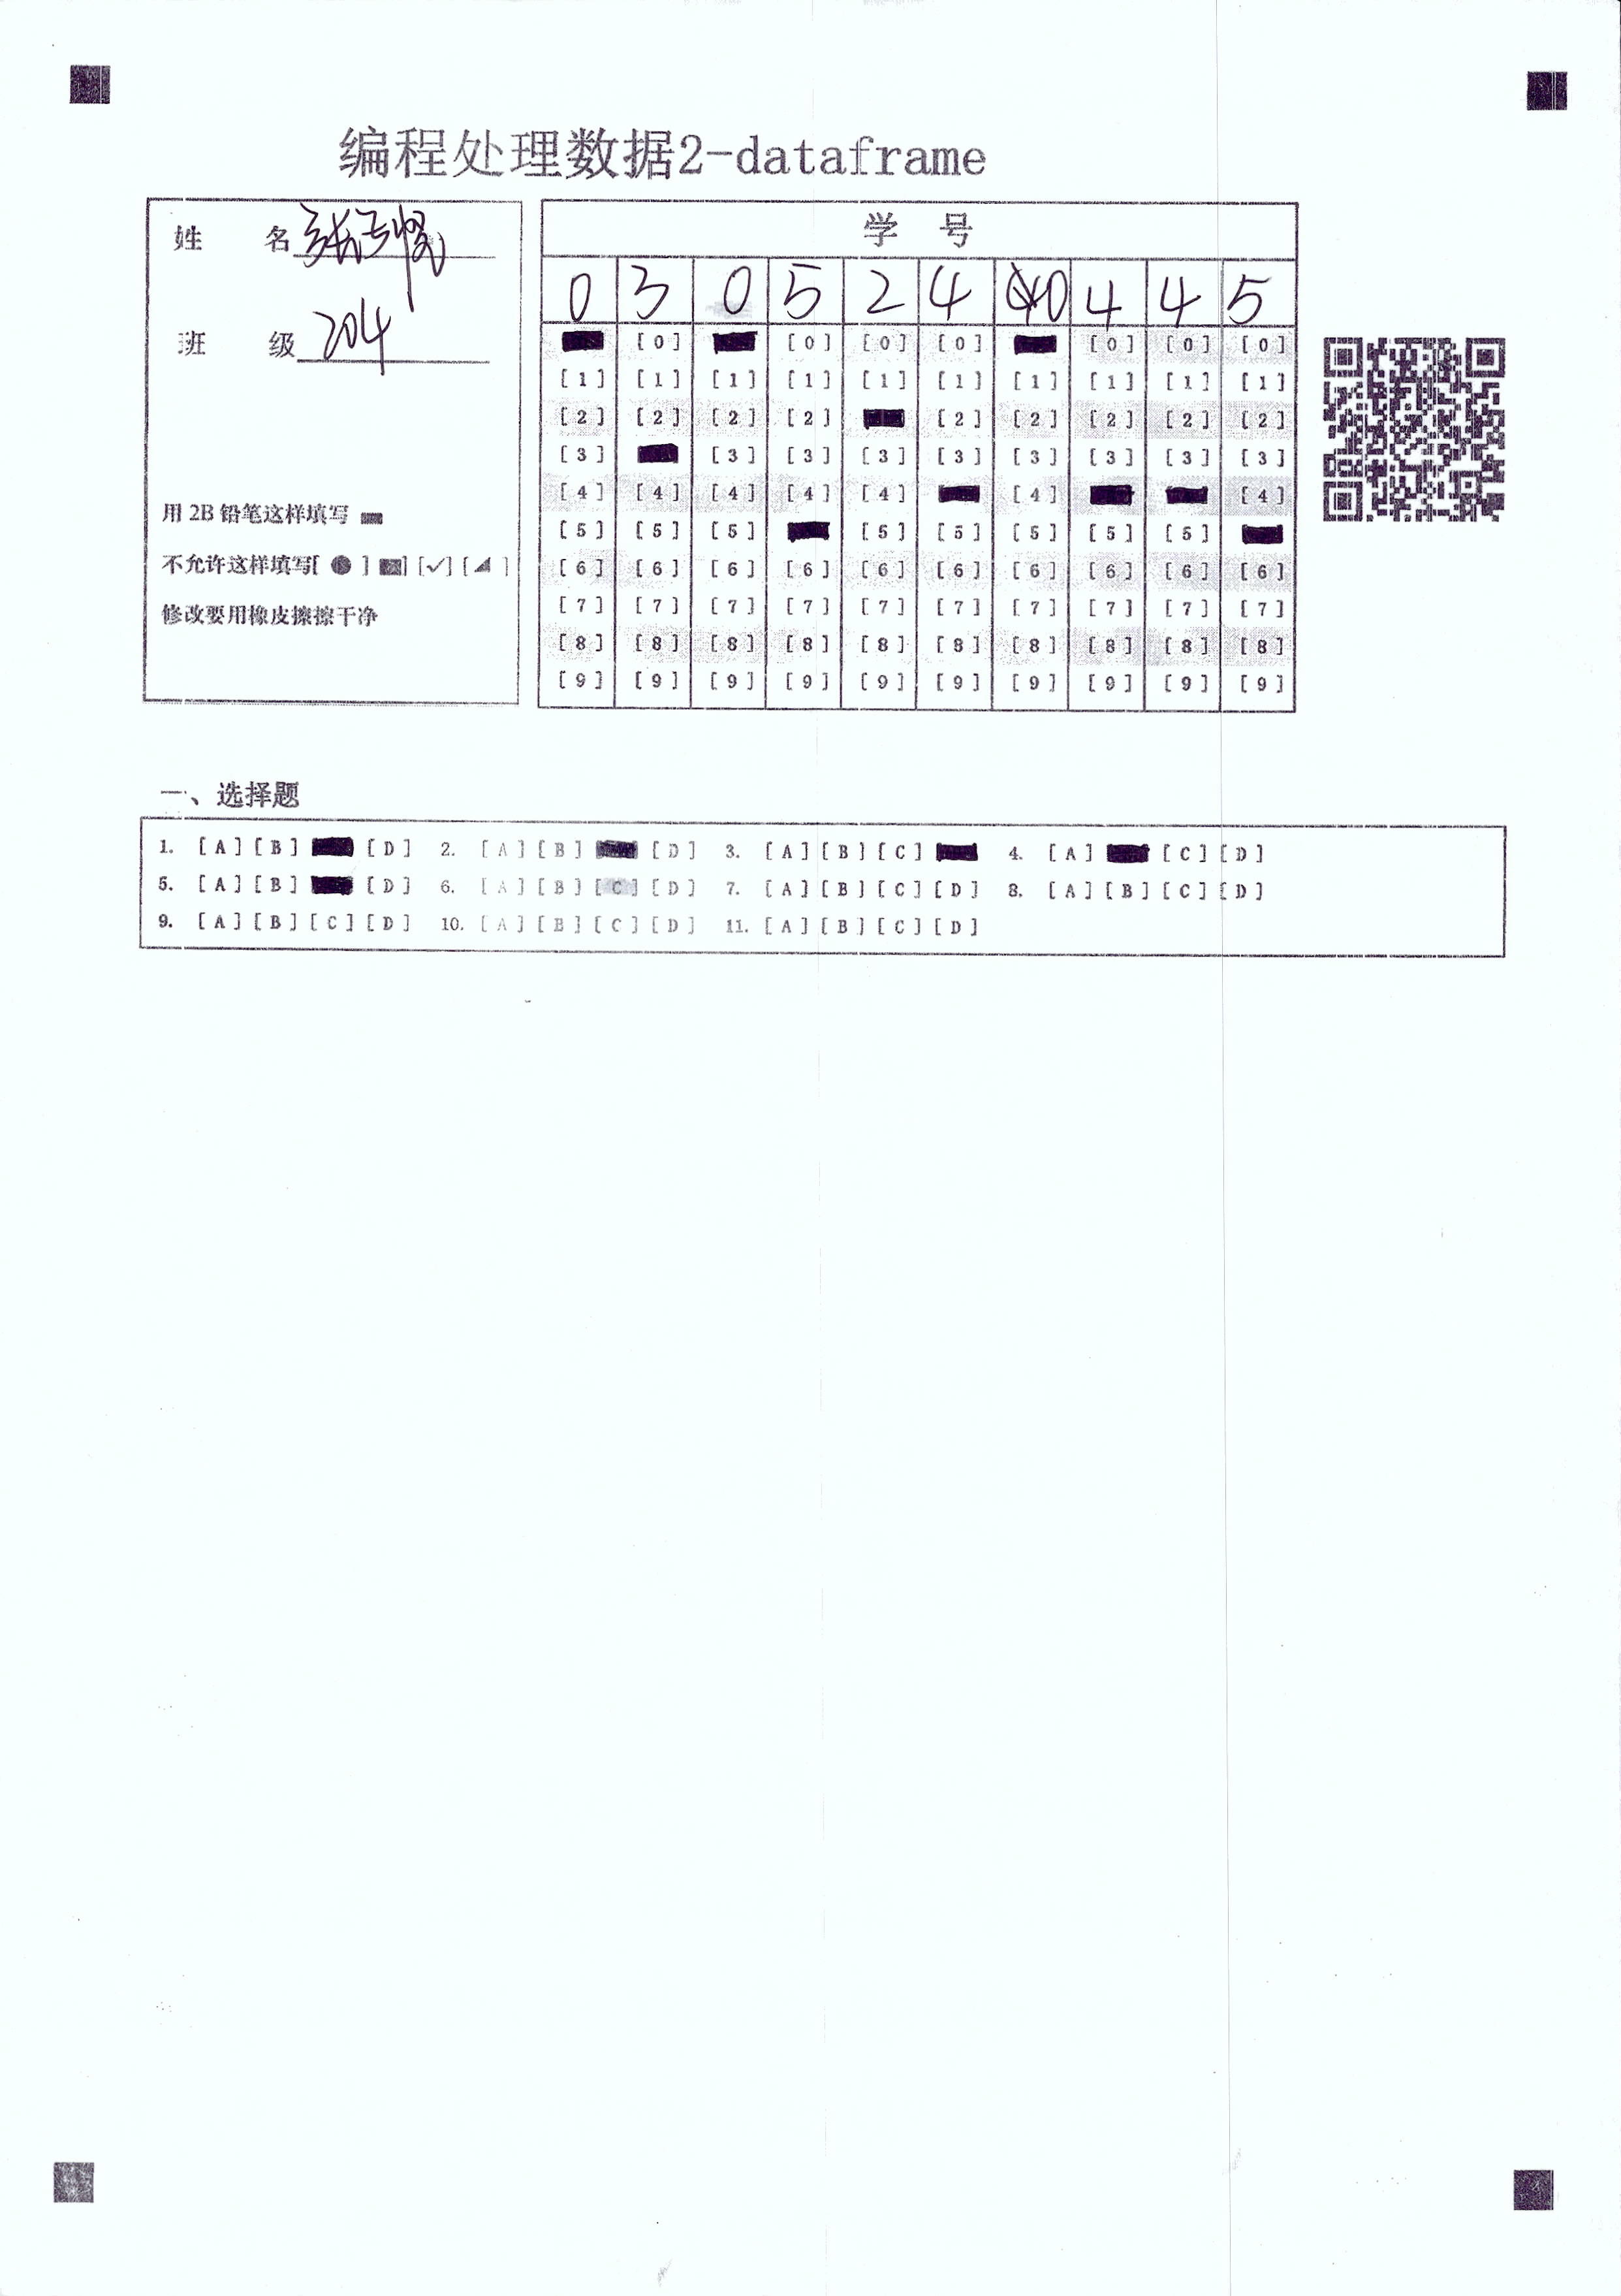 编程处理数据2-dataframe
姓 名 张
班 级 204
用 2B 铅笔这样填写
不允许这样填写[ ● ] [ ] [✓] [◢ ]
修改要用橡皮擦擦干净
学 号
0 3 0 5 2 4 0 4 4 5
[0] [0] [0] [0] [0] [0] [0]
[1] [1] [1] [1] [1] [1] [1] [1] [1] [1]
[2] [2] [2] [2] [2] [2] [2] [2] [2]
[3] [3] [3] [3] [3] [3] [3] [3] [3]
[4] [4] [4] [4] [4] [4] [4]
[5] [5] [5] [5] [5] [5] [5] [5]
[6] [6] [6] [6] [6] [6] [6] [6] [6] [6]
[7] [7] [7] [7] [7] [7] [7] [7] [7] [7]
[8] [8] [8] [8] [8] [8] [8] [8] [8] [8]
[9] [9] [9] [9] [9] [9] [9] [9] [9] [9]
一、选择题
1. [A] [B] [D] 2. [A] [B] [D] 3. [A] [B] [C] 4. [A] [C] [D]
5. [A] [B] [D] 6. [A] [B] [C] [D] 7. [A] [B] [C] [D] 8. [A] [B] [C] [D]
9. [A] [B] [C] [D] 10. [A] [B] [C] [D] 11. [A] [B] [C] [D]